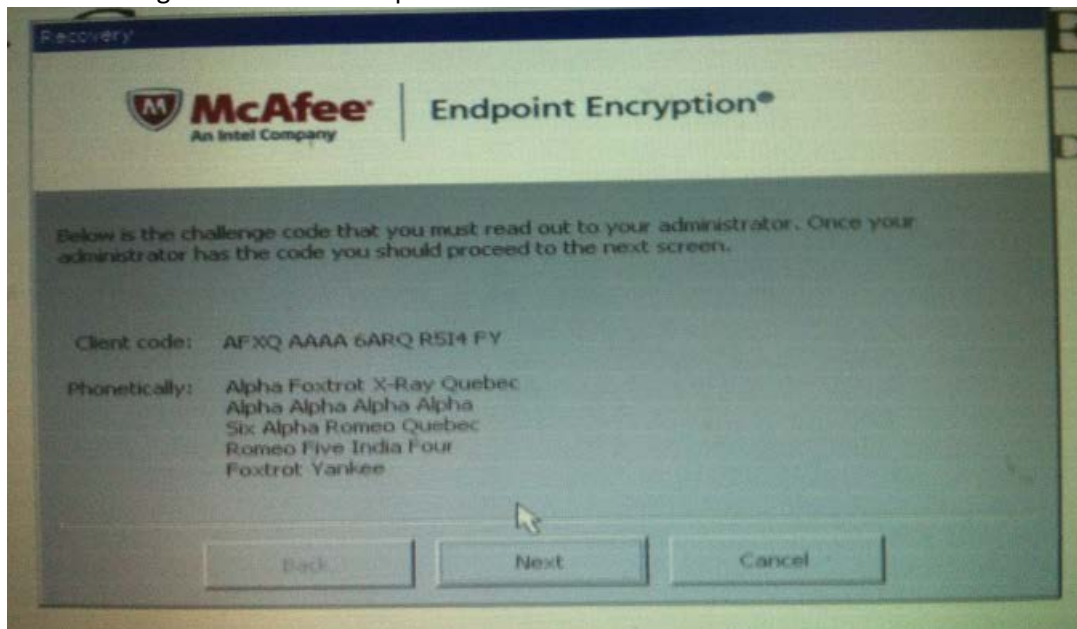 Recovery
McAfee®
An Intel Company
Endpoint Encryption®
Below is the challenge code that you must read out to your administrator. Once your
administrator has the code you should proceed to the next screen.
Client code: AFXQ AAAA 6ARQ R5I4 FY
Phonetically: Alpha Foxtrot X-Ray Quebec
Alpha Alpha Alpha Alpha
Six Alpha Romeo Quebec
Romeo Five India Four
Foxtrot Yankee
Back
Next
Cancel